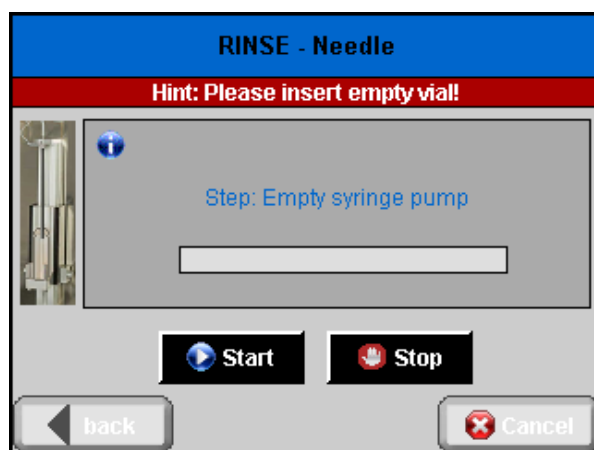 RINSE - Needle
Hint: Please insert empty vial!
Step: Empty syringe pump
Start
Stop
back
Cancel